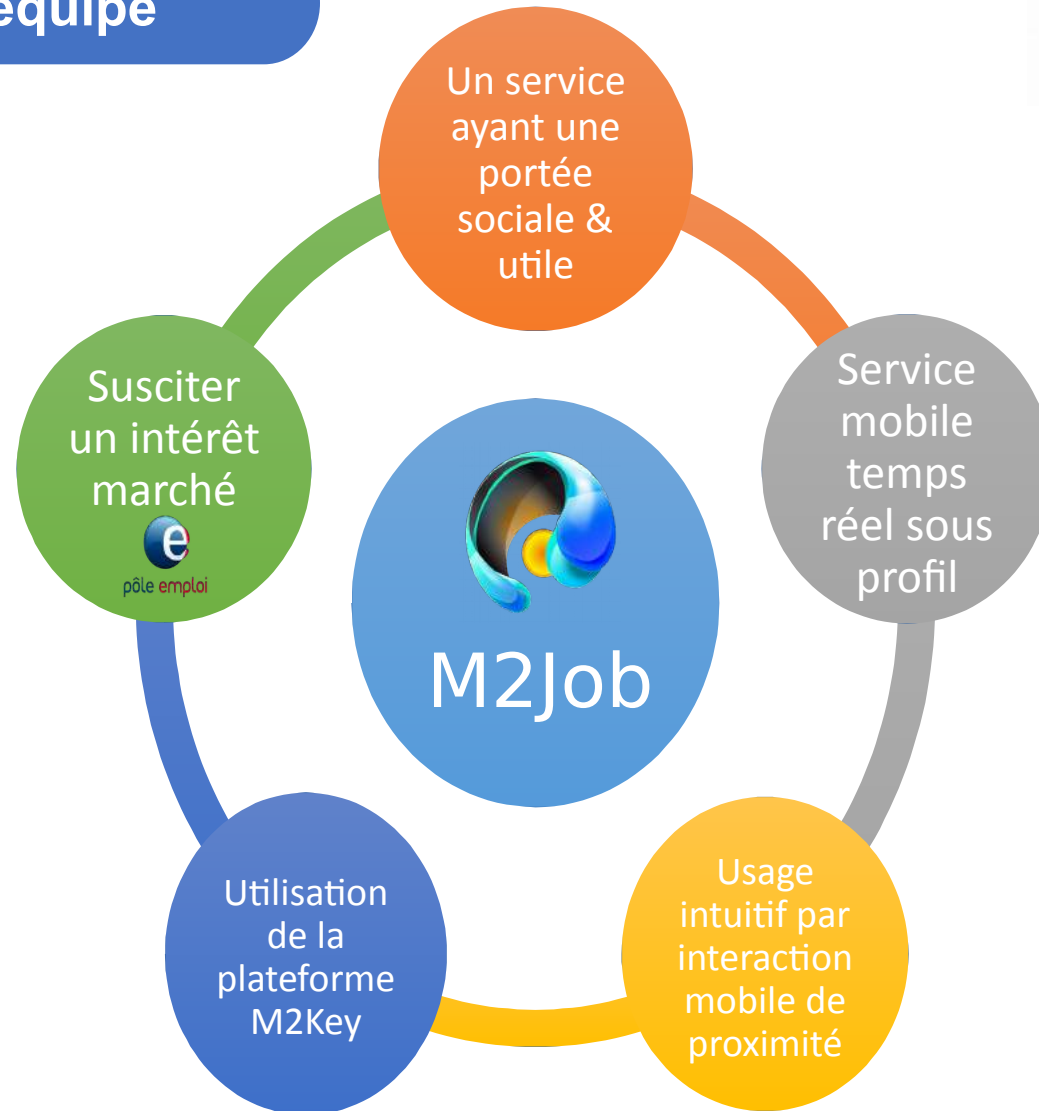 équipe
Un service
ayant une
portée
sociale &
utile
Service
mobile
temps
réel sous
profil
Usage
intuitif par
interaction
mobile de
proximité
Utilisation
de la
plateforme
M2Key
Susciter
un intérêt
marché
e
pôle emploi
M2Job